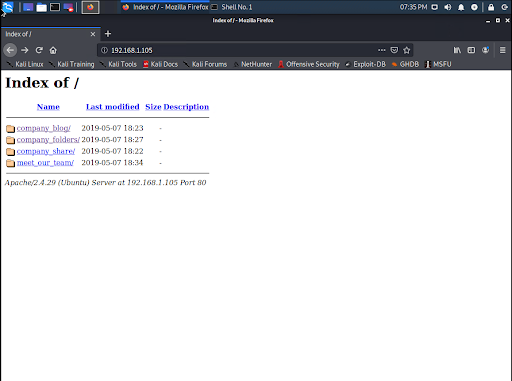 Index of / - Mozilla Firefox
Shell No. 1
07:35 PM
Index of / - Mozilla Firefox
Index of /
192.168.1.105
Kali Linux
Kali Training
Kali Tools
Kali Docs
Kali Forums
NetHunter
Offensive Security
Exploit-DB
GHDB
MSFU
Index of /
Name Last modified Size Description
company_blog/ 2019-05-07 18:23 -
company_folders/ 2019-05-07 18:27 -
company_share/ 2019-05-07 18:22 -
meet_our_team/ 2019-05-07 18:34 -
Apache/2.4.29 (Ubuntu) Server at 192.168.1.105 Port 80